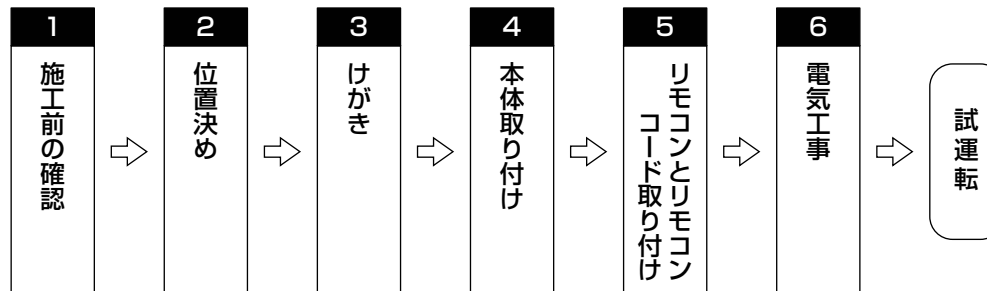 1
施工前の確認
2
位置決め
3
けがき
4
本体取り付け
5
リモコンとリモコン
コード取り付け
6
電気工事
試運転